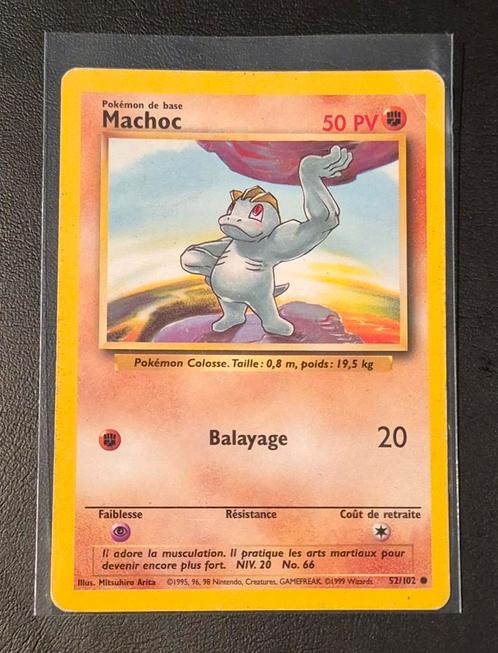 Pokémon de base
Machoc
50 PV
Pokémon Colosse. Taille : 0,8 m, poids : 19,5 kg
Balayage 20
Faiblesse Résistance Coût de retraite
Il adore la musculation. Il pratique les arts martiaux pour
devenir encore plus fort. NIV. 20 No. 66
Illus. Mitsuhiro Arita ©1995, 96, 98 Nintendo, Creatures, GAMEFREAK. ©1999 Wizards. 52/102